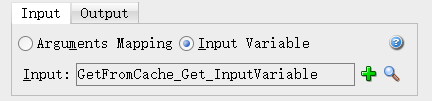 Input Output
Arguments Mapping Input Variable
Input: GetFromCache_Get_InputVariable